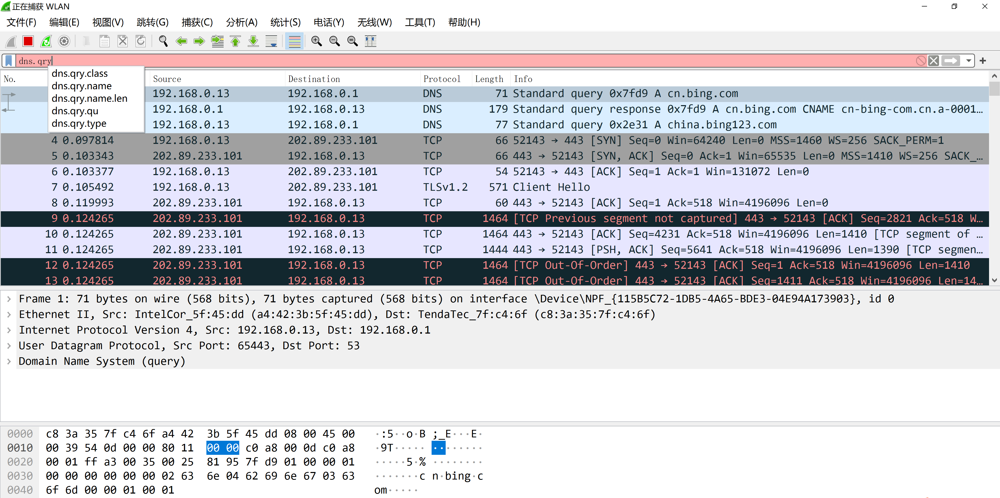 正在捕获 WLAN
文件(F) 编辑(E) 视图(V) 跳转(G) 捕获(C) 分析(A) 统计(S) 电话(Y) 无线(W) 工具(T) 帮助(H)
dns.qry
dns.qry.class
dns.qry.name
dns.qry.name.len
dns.qry.qu
dns.qry.type
No. Source Destination Protocol Length Info
192.168.0.13 192.168.0.1 DNS 71 Standard query 0x7fd9 A cn.bing.com
192.168.0.1 192.168.0.13 DNS 179 Standard query response 0x7fd9 A cn.bing.com CNAME cn-bing-com.cn.a-0001…
192.168.0.13 192.168.0.1 DNS 77 Standard query 0x2e31 A china.bing123.com
4 0.097814 192.168.0.13 202.89.233.101 TCP 66 52143 → 443 [SYN] Seq=0 Win=64240 Len=0 MSS=1460 WS=256 SACK_PERM=1
5 0.103343 202.89.233.101 192.168.0.13 TCP 66 443 → 52143 [SYN, ACK] Seq=0 Ack=1 Win=65535 Len=0 MSS=1410 WS=256 SACK_…
6 0.103377 192.168.0.13 202.89.233.101 TCP 54 52143 → 443 [ACK] Seq=1 Ack=1 Win=131072 Len=0
7 0.105492 192.168.0.13 202.89.233.101 TLSv1.2 571 Client Hello
8 0.119993 202.89.233.101 192.168.0.13 TCP 60 443 → 52143 [ACK] Seq=1 Ack=518 Win=4196096 Len=0
9 0.124265 202.89.233.101 192.168.0.13 TCP 1464 [TCP Previous segment not captured] 443 → 52143 [ACK] Seq=2821 Ack=518 W…
10 0.124265 202.89.233.101 192.168.0.13 TCP 1464 443 → 52143 [ACK] Seq=4231 Ack=518 Win=4196096 Len=1410 [TCP segment of …
11 0.124265 202.89.233.101 192.168.0.13 TCP 1444 443 → 52143 [PSH, ACK] Seq=5641 Ack=518 Win=4196096 Len=1390 [TCP segmen…
12 0.124265 202.89.233.101 192.168.0.13 TCP 1464 [TCP Out-Of-Order] 443 → 52143 [ACK] Seq=1 Ack=518 Win=4196096 Len=1410
13 0.124265 202.89.233.101 192.168.0.13 TCP 1464 [TCP Out-Of-Order] 443 → 52143 [ACK] Seq=1411 Ack=518 Win=4196096 Len=14…
Frame 1: 71 bytes on wire (568 bits), 71 bytes captured (568 bits) on interface \Device\NPF_{115B5C72-1DB5-4A65-BDE3-04E94A173903}, id 0
Ethernet II, Src: IntelCor_5f:45:dd (a4:42:3b:5f:45:dd), Dst: TendaTec_7f:c4:6f (c8:3a:35:7f:c4:6f)
Internet Protocol Version 4, Src: 192.168.0.13, Dst: 192.168.0.1
User Datagram Protocol, Src Port: 65443, Dst Port: 53
Domain Name System (query)
0000 c8 3a 35 7f c4 6f a4 42 3b 5f 45 dd 08 00 45 00 ·:5··o·B ;_E···E·
0010 00 39 54 0d 00 00 80 11 00 00 c0 a8 00 0d c0 a8 ·9T····· ········
0020 00 01 ff a3 00 35 00 25 81 95 7f d9 01 00 00 01 ·····5·% ········
0030 00 00 00 00 00 00 02 63 6e 04 62 69 6e 67 03 63 ·······c n·bing·c
0040 6f 6d 00 00 01 00 01 om·····